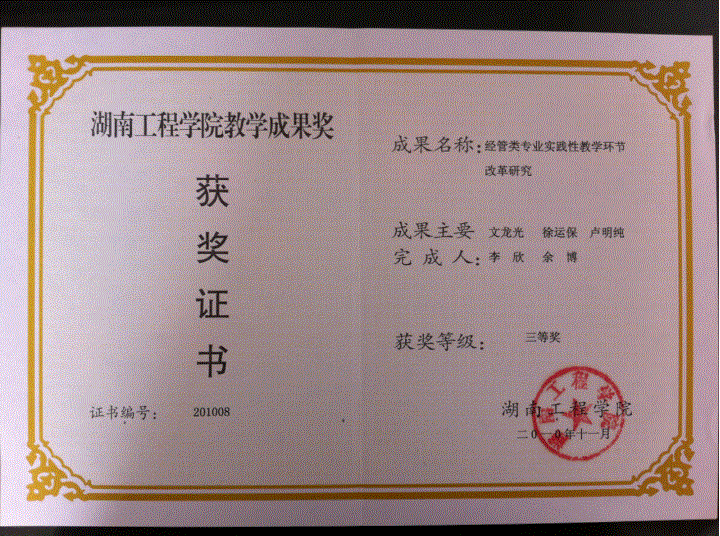 湖南工程学院教学成果奖
获
奖
证
书
证书编号： 201008
成果名称：经管类专业实践性教学环节
改革研究
成果主要 文龙光 徐运保 卢明纯
完成人：李欣 余博
获奖等级： 三等奖
湖南工程学院
二0一0年十一月